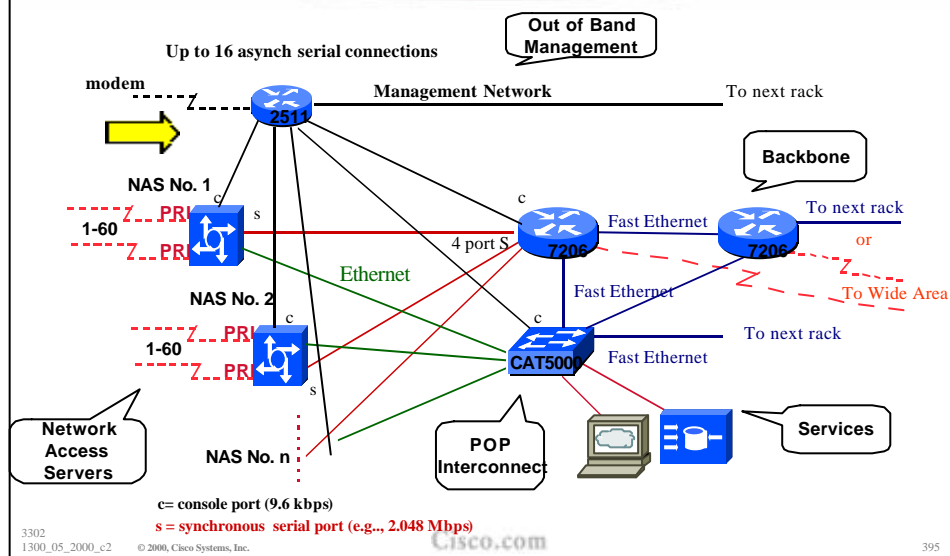 Out of Band
Management
Up to 16 asynch serial connections
modem
Management Network
To next rack
2511
Backbone
NAS No. 1
c
s
c
PRI
1-60
PRI
4 port S
Fast Ethernet
To next rack
or
7206
7206
Ethernet
To Wide Area
NAS No. 2
Fast Ethernet
c
c
PRI
1-60
PRI
s
To next rack
CAT5000
Fast Ethernet
Network
Access
Servers
NAS No. n
POP
Interconnect
Services
c= console port (9.6 kbps)
s = synchronous serial port (e.g.., 2.048 Mbps)
3302
1300_05_2000_c2
© 2000, Cisco Systems, Inc.
Cisco.com
395